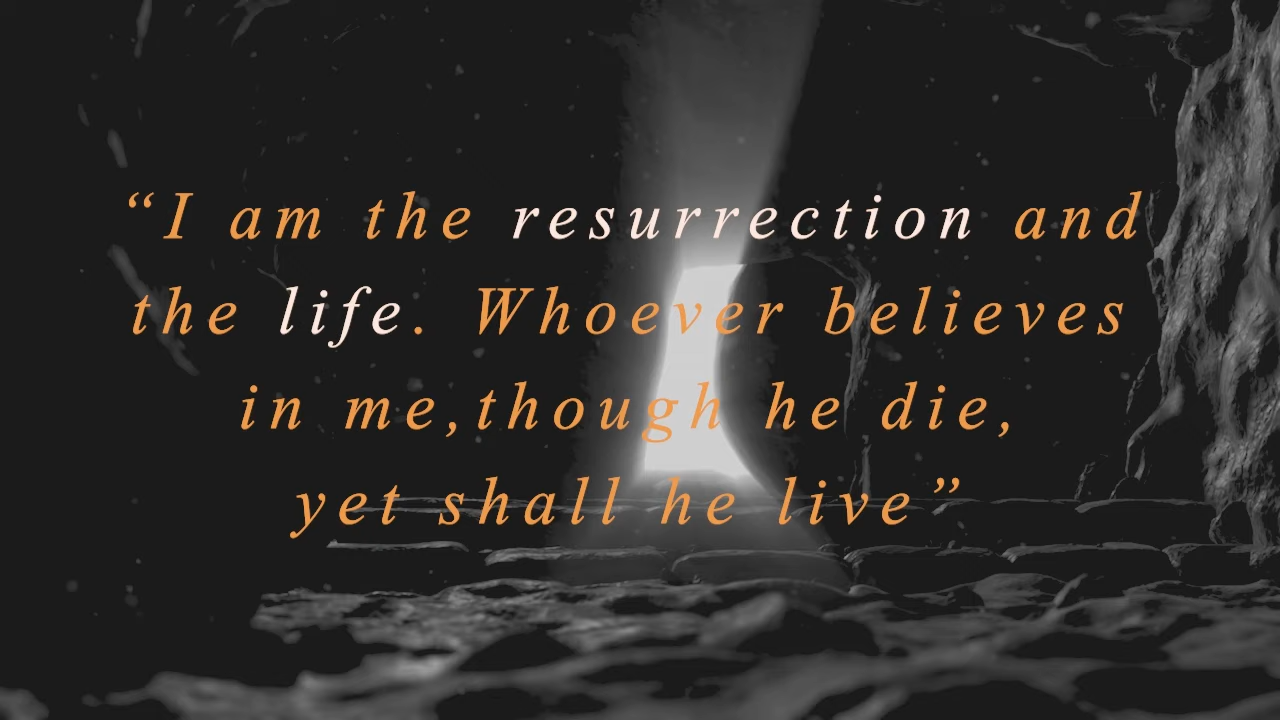 “I am the resurrection and
the life. Whoever believes
in me,though he die,
yet shall he live”